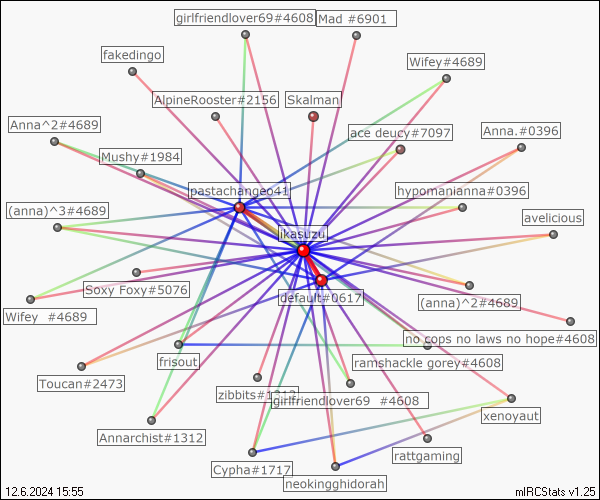 girlfriendlover69#4608
Mad #6901
fakedingo
Wifey#4689
AlpineRooster#2156
Skalman
Anna^2#4689
ace deucy#7097
Anna.#0396
Mushy#1984
pastachangeo41
hypomanianna#0396
(anna)^3#4689
avelicious
ikasuzu
Soxy Foxy#5076
default#0617
(anna)^2#4689
Wifey #4689
no cops no laws no hope#4608
frisout
ramshackle gorey#4608
Toucan#2473
zibbits#1312
girlfriendlover69 #4608
xenoyaut
Annarchist#1312
rattgaming
Cypha#1717
neokingghidorah
12.6.2024 15:55
mIRCStats v1.25